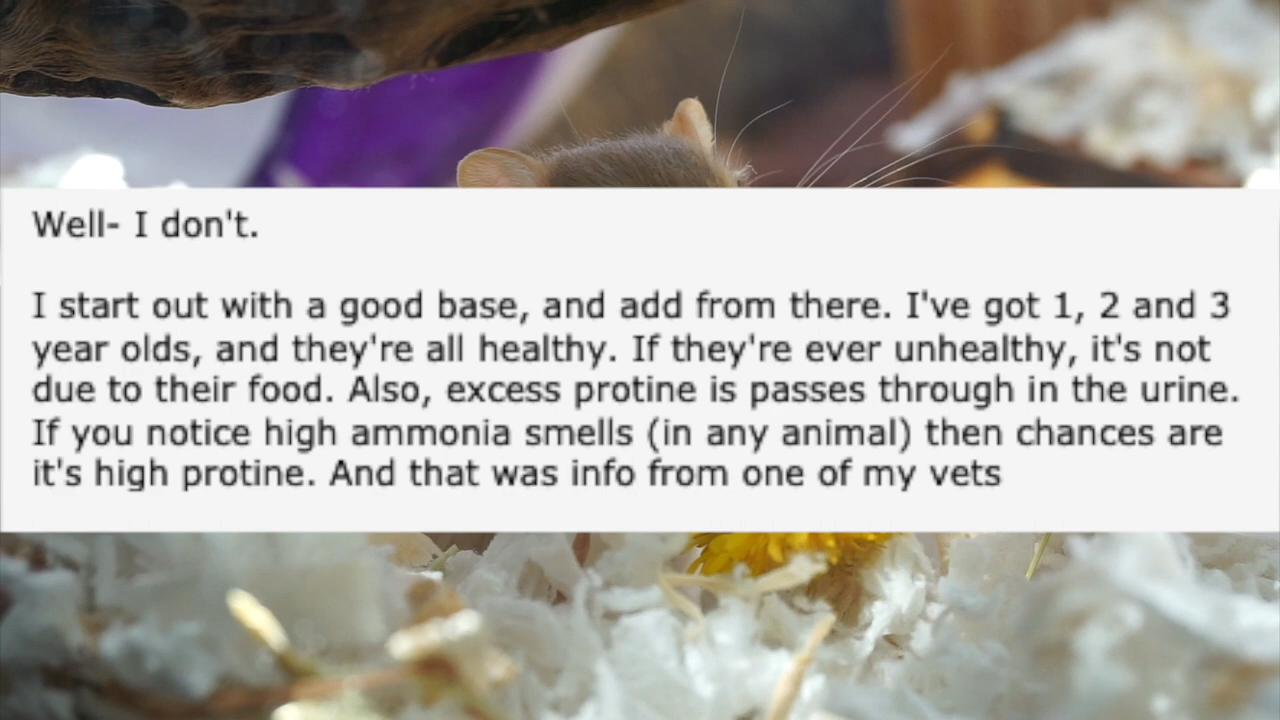 Well- I don't.
I start out with a good base, and add from there. I've got 1, 2 and 3
year olds, and they're all healthy. If they're ever unhealthy, it's not
due to their food. Also, excess protine is passes through in the urine.
If you notice high ammonia smells (in any animal) then chances are
it's high protine. And that was info from one of my vets